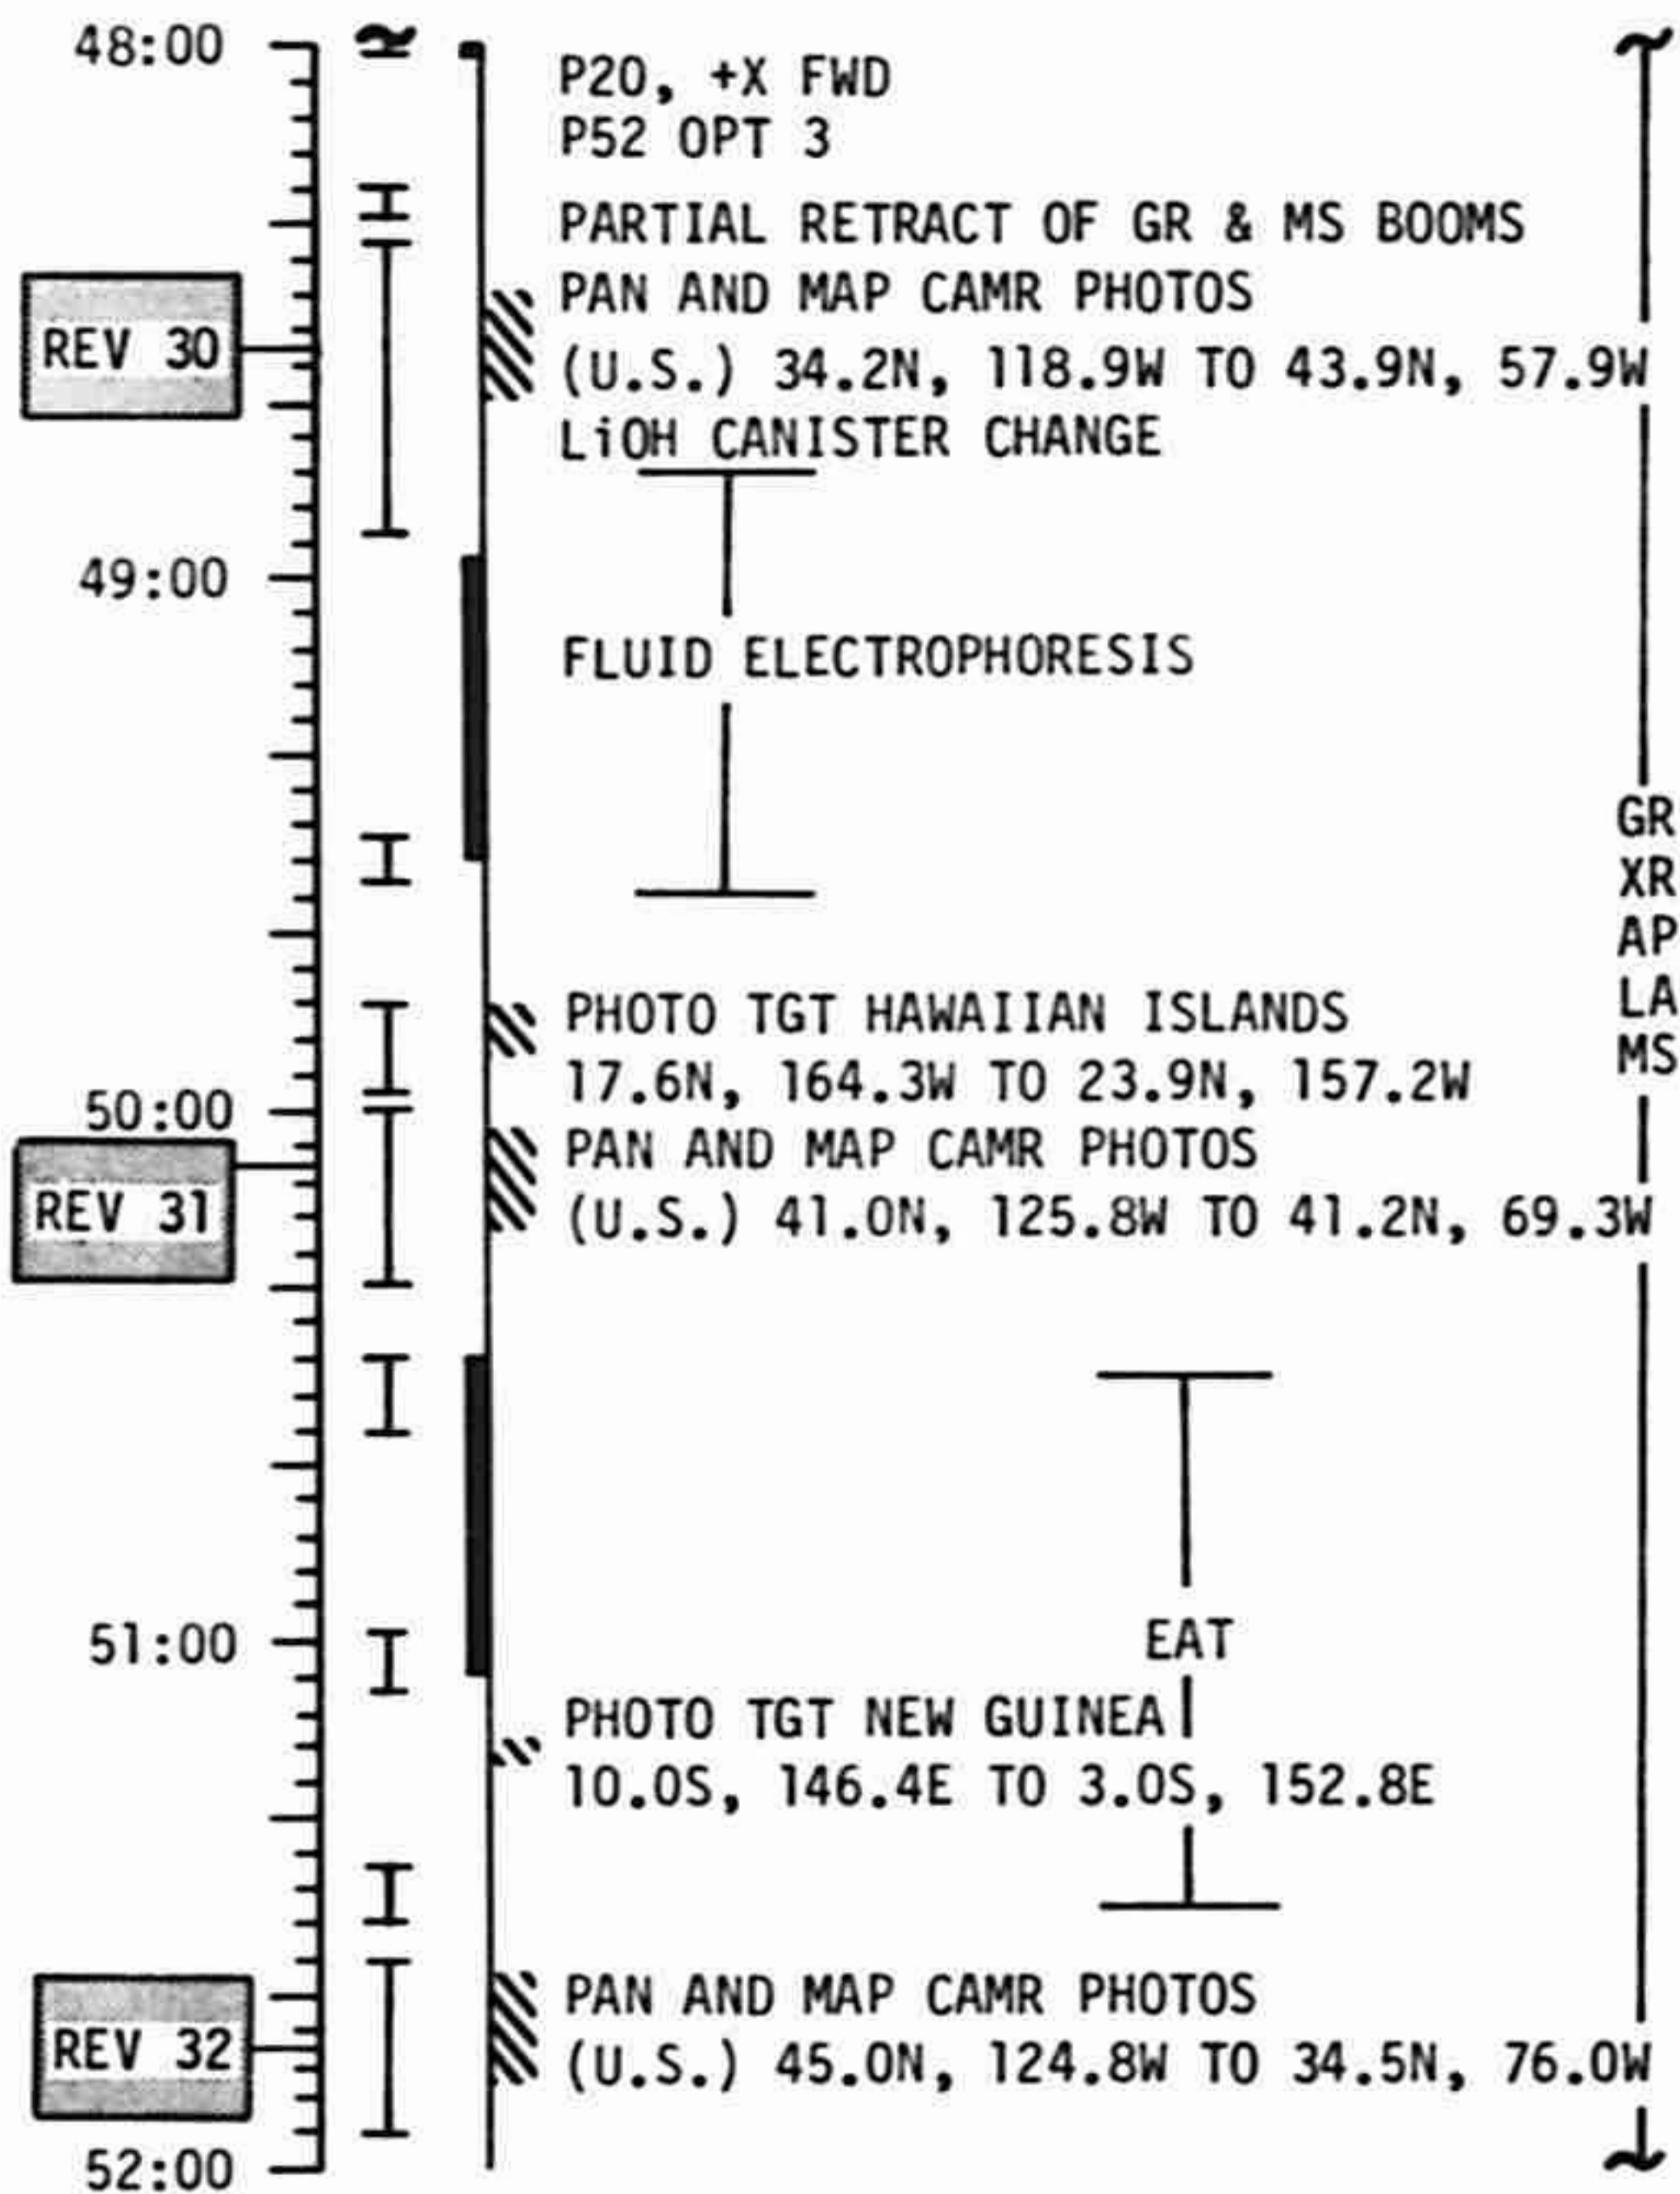 48:00
P20, +X FWD
P52 OPT 3
PARTIAL RETRACT OF GR & MS BOOMS
PAN AND MAP CAMR PHOTOS
REV 30
(U.S.) 34.2N, 118.9W TO 43.9N, 57.9W
LiOH CANISTER CHANGE
49:00
FLUID ELECTROPHORESIS
GR
XR
AP
LA
MS
PHOTO TGT HAWAIIAN ISLANDS
17.6N, 164.3W TO 23.9N, 157.2W
50:00
PAN AND MAP CAMR PHOTOS
REV 31
(U.S.) 41.0N, 125.8W TO 41.2N, 69.3W
51:00
EAT
PHOTO TGT NEW GUINEA
10.0S, 146.4E TO 3.0S, 152.8E
PAN AND MAP CAMR PHOTOS
REV 32
(U.S.) 45.0N, 124.8W TO 34.5N, 76.0W
52:00